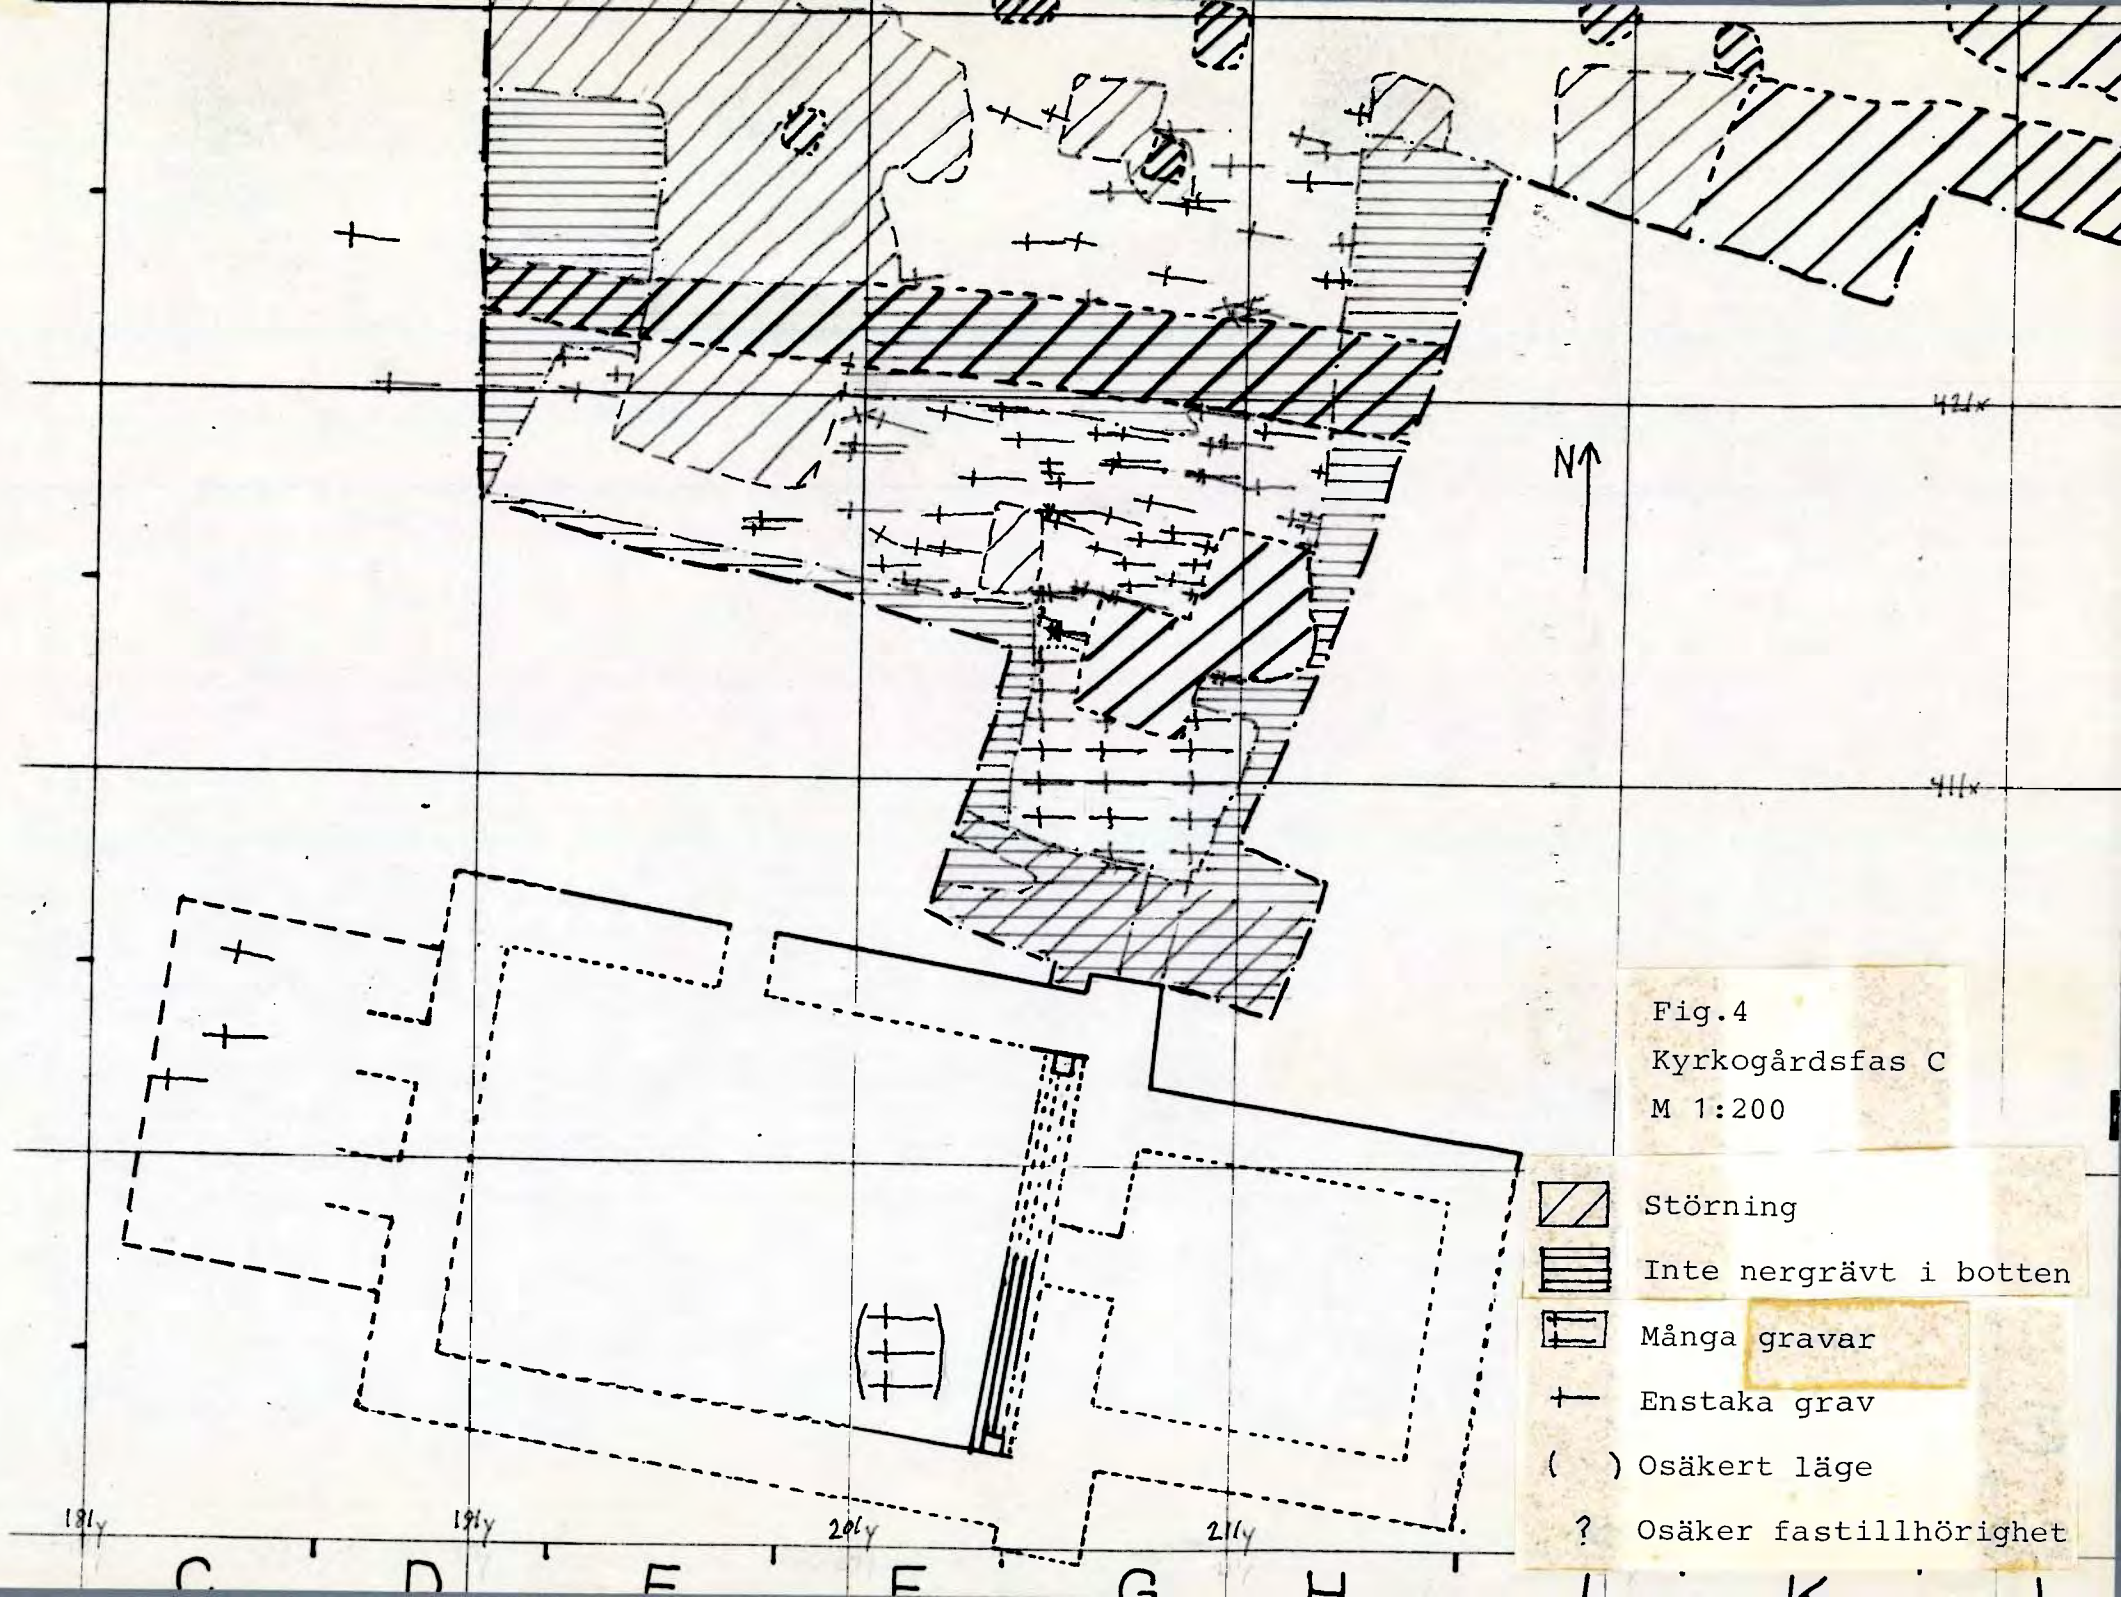 421x
N
411x
Fig.4
Kyrkogårdsfas C
M 1:200
Störning
Inte nergrävt i botten
Många gravar
Enstaka grav
( ) Osäkert läge
? Osäker fastillhörighet
181y 191y 201y 211y
C D E F G H I K